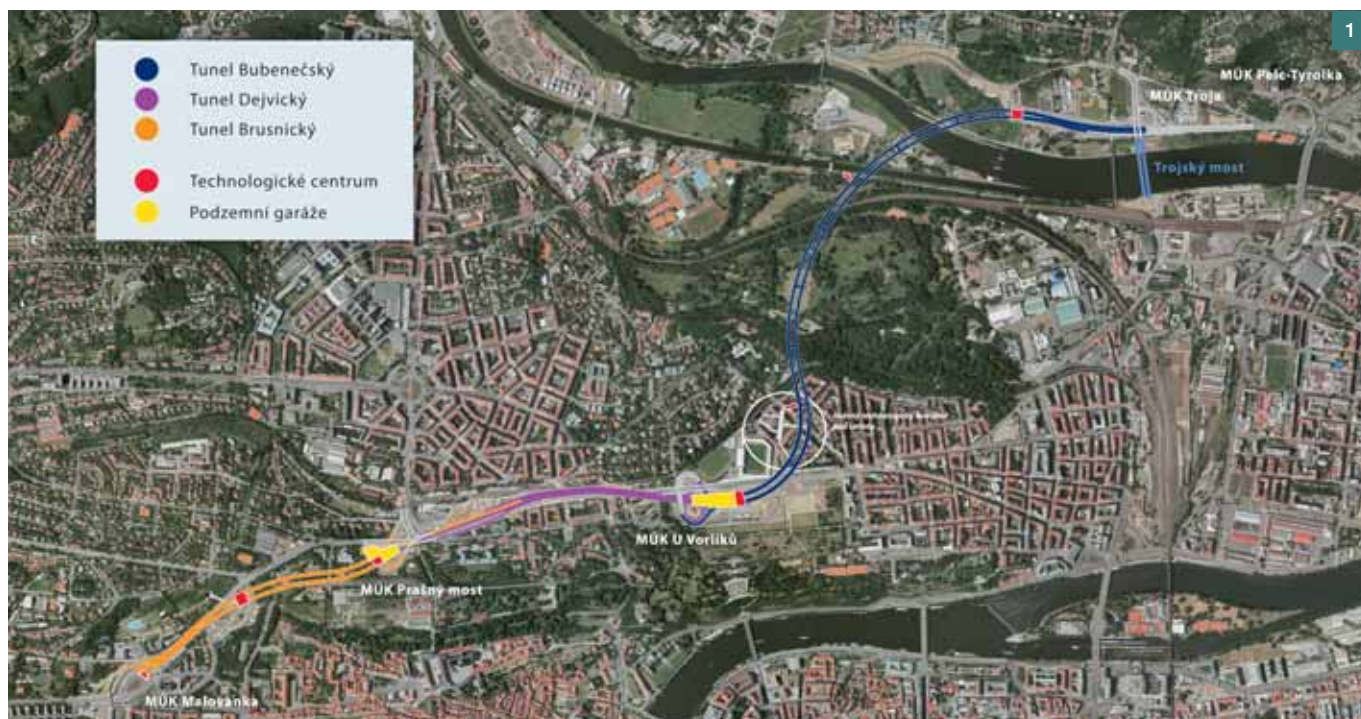 1
Tunel Bubenečský
Tunel Dejvický
Tunel Brusnický
Technologické centrum
Podzemní garáže
MÚK Pelc-Tyrolka
MÚK Troja
Trojský most
MÚK U Vorlíků
MÚK Prašný most
MÚK Malovanka